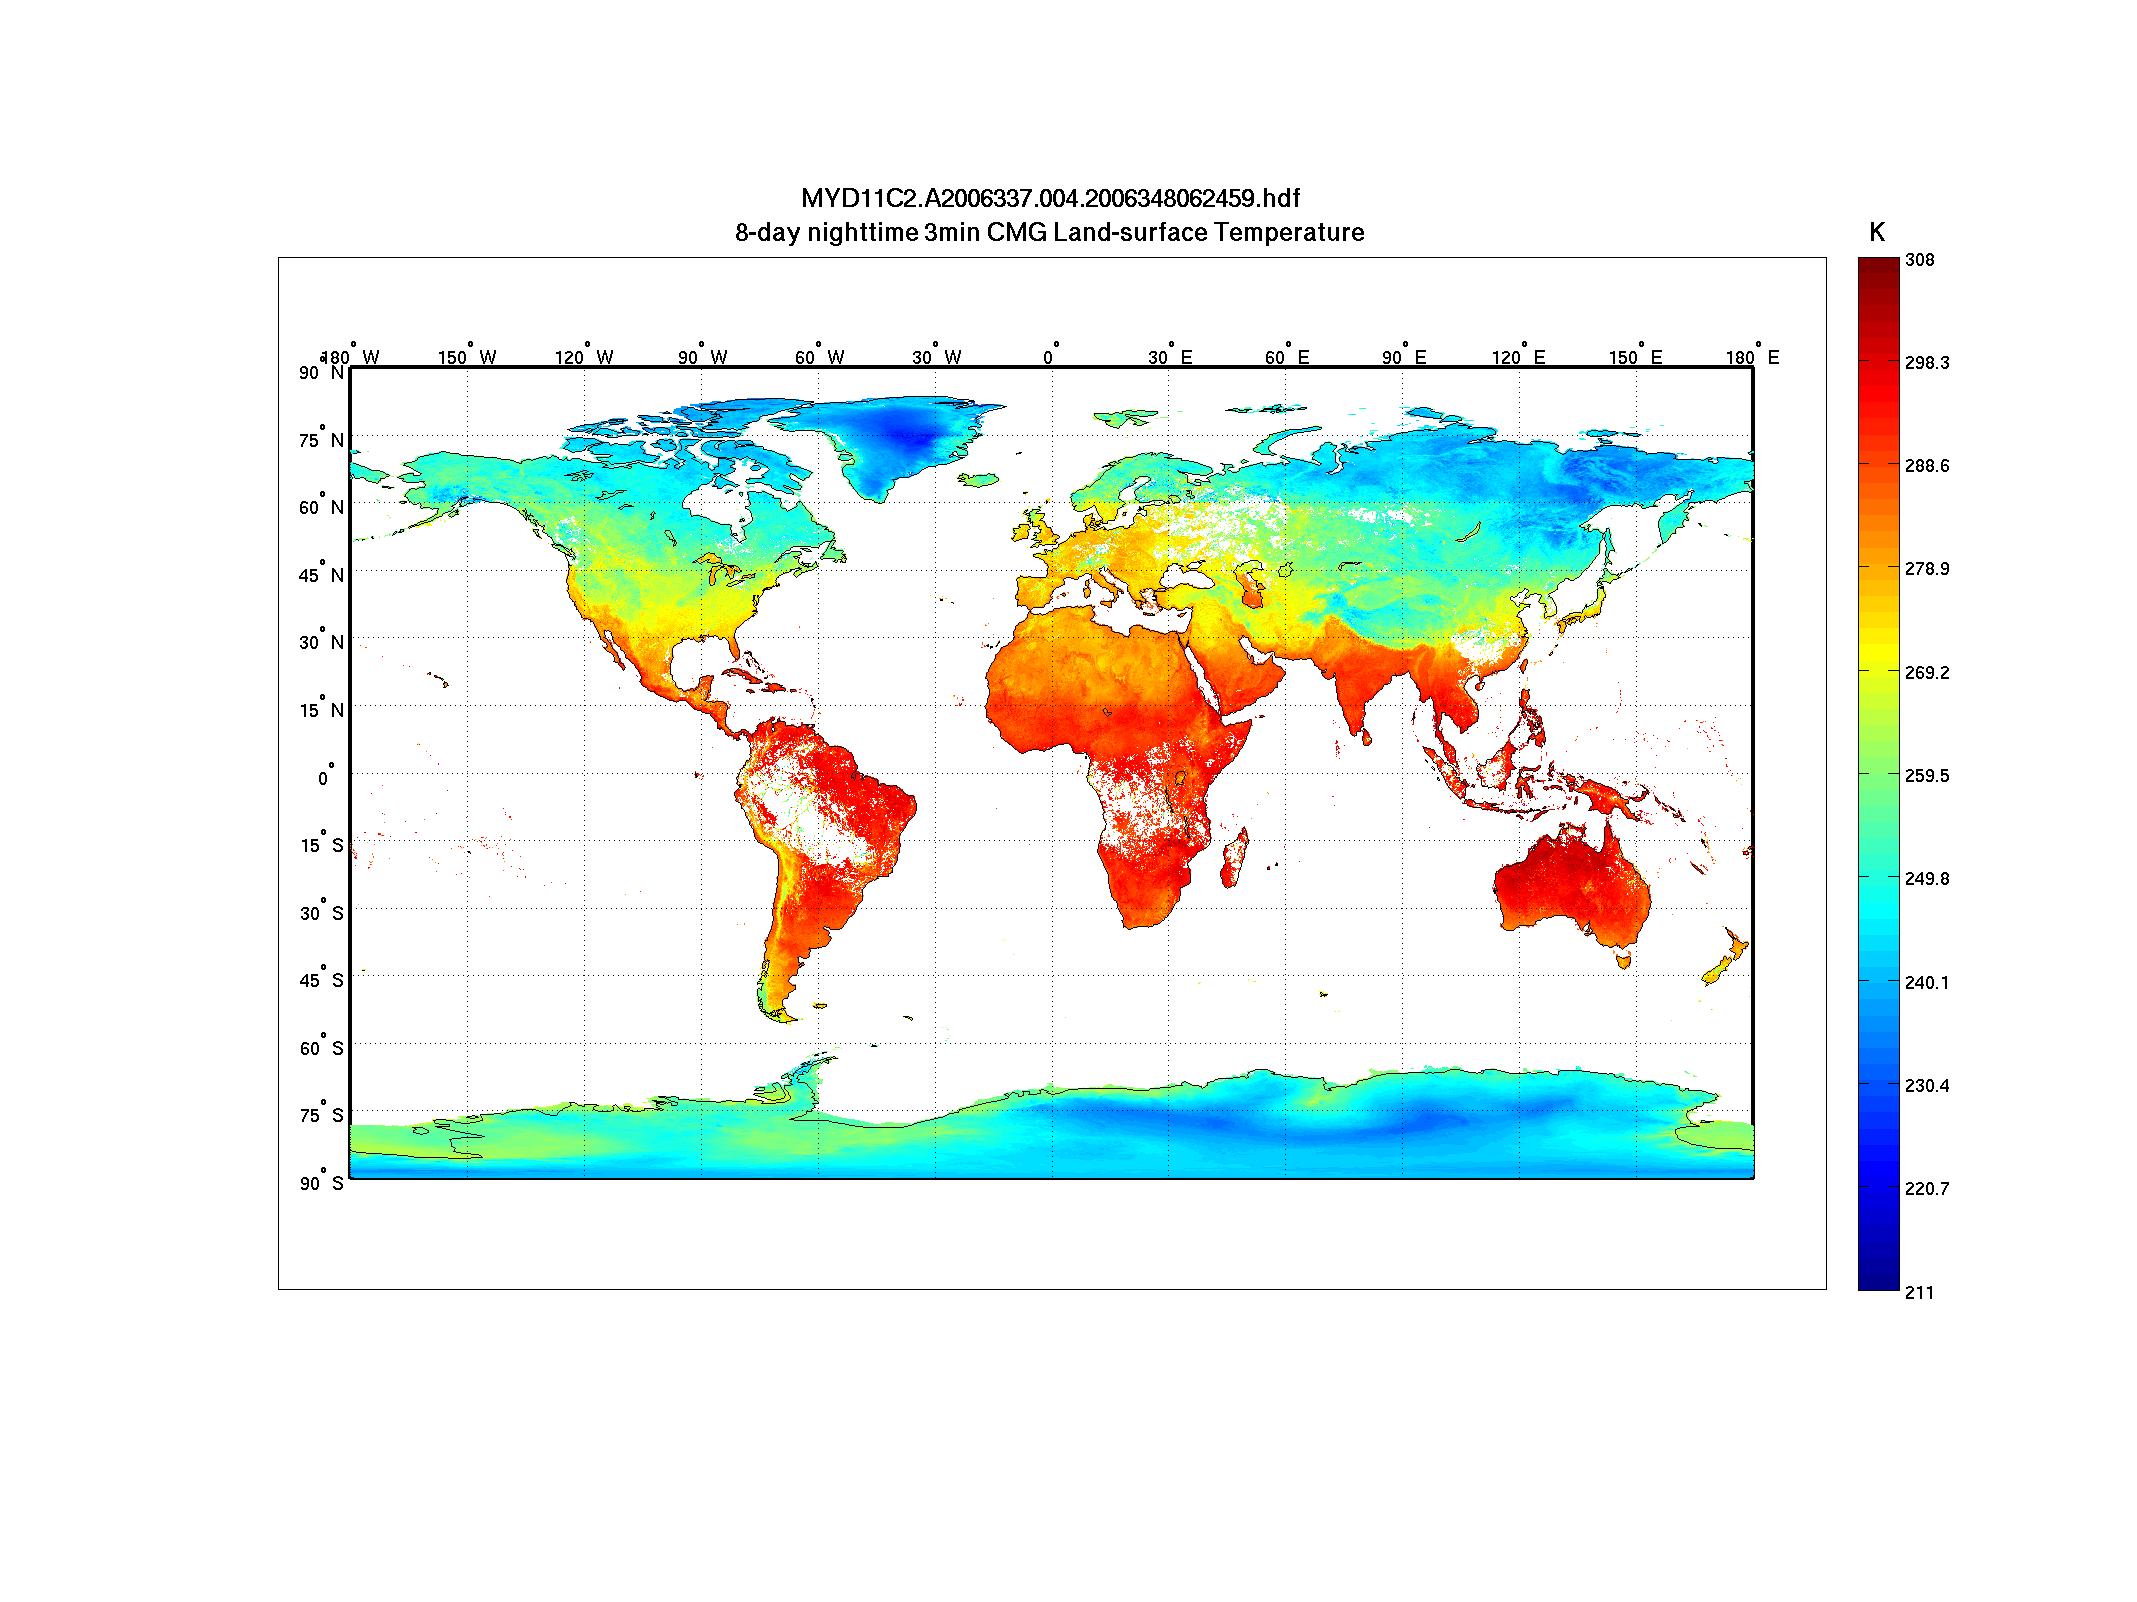 MYD11C2.A2006337.004.2006348062459.hdf
8-day nighttime 3min CMG Land-surface Temperature
K
180° W 150° W 120° W 90° W 60° W 30° W 0° 30° E 60° E 90° E 120° E 150° E 180° E
90° N
75° N
60° N
45° N
30° N
15° N
0°
15° S
30° S
45° S
60° S
75° S
90° S
308
298.3
288.6
278.9
269.2
259.5
249.8
240.1
230.4
220.7
211